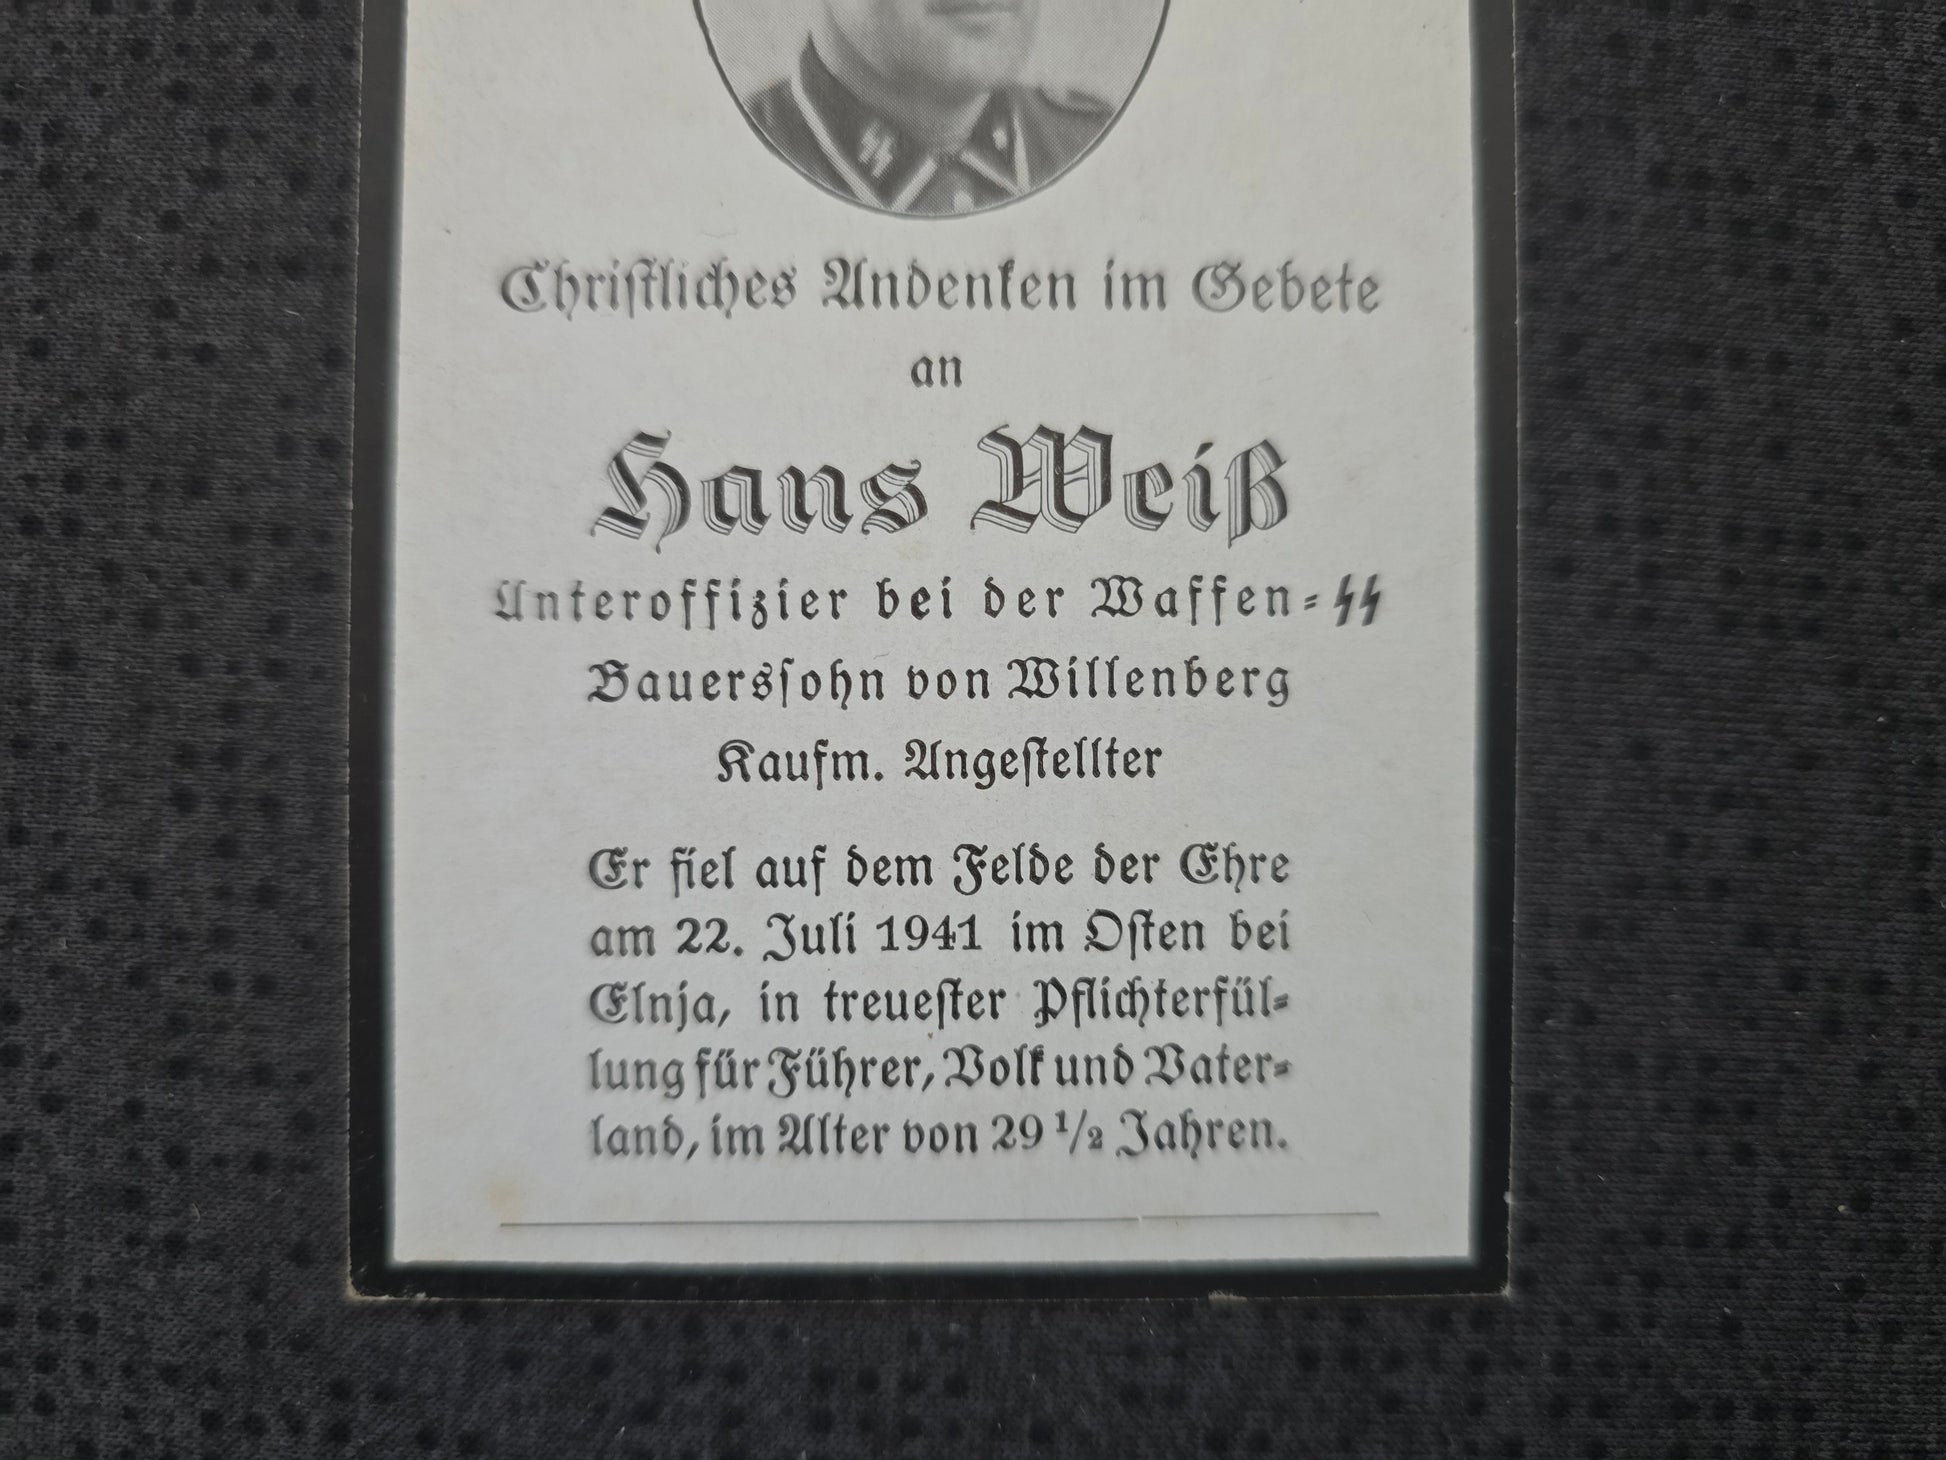 Christliches Andenken im Gebete
an
Hans Weiß
Unteroffizier bei der Waffen-ϟϟ
Bauerssohn von Willenberg
Kaufm. Angestellter
Er fiel auf dem Felde der Ehre
am 22. Juli 1941 im Osten bei
Elnja, in treuester Pflichterfül-
lung für Führer, Volk und Vater-
land, im Alter von 29 1/2 Jahren.